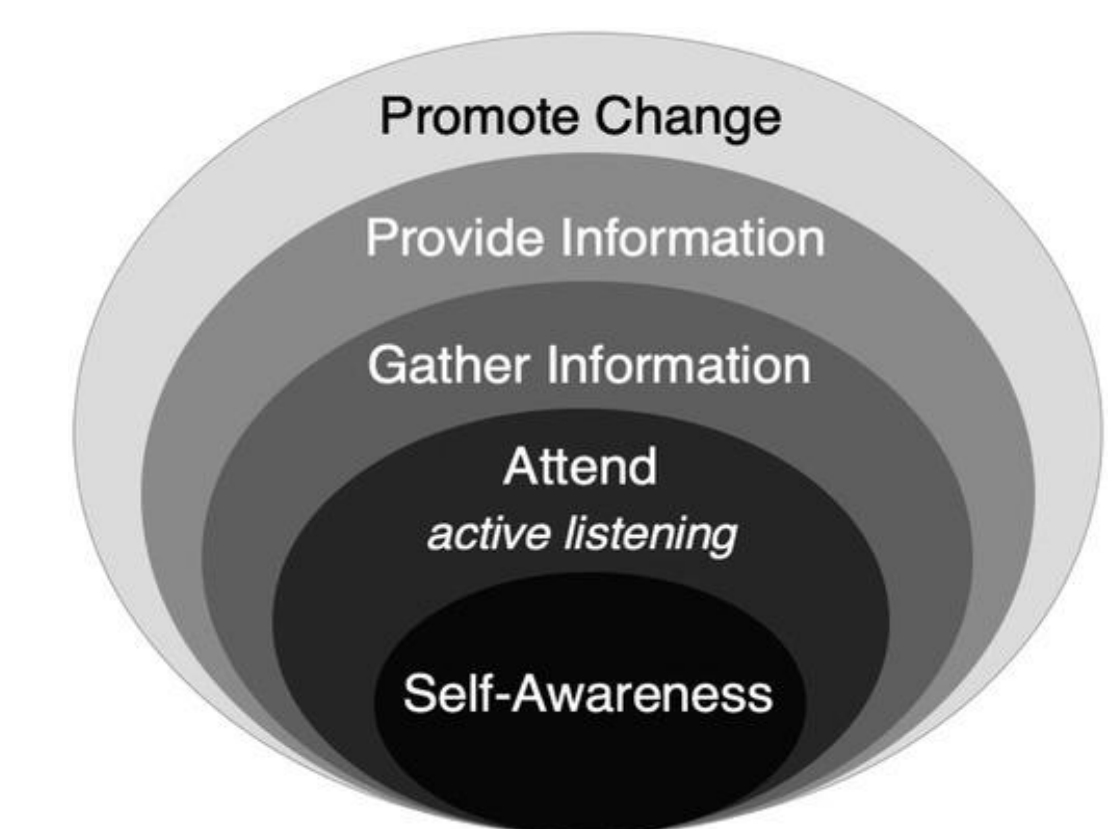 Promote Change
Provide Information
Gather Information
Attend
active listening
Self-Awareness